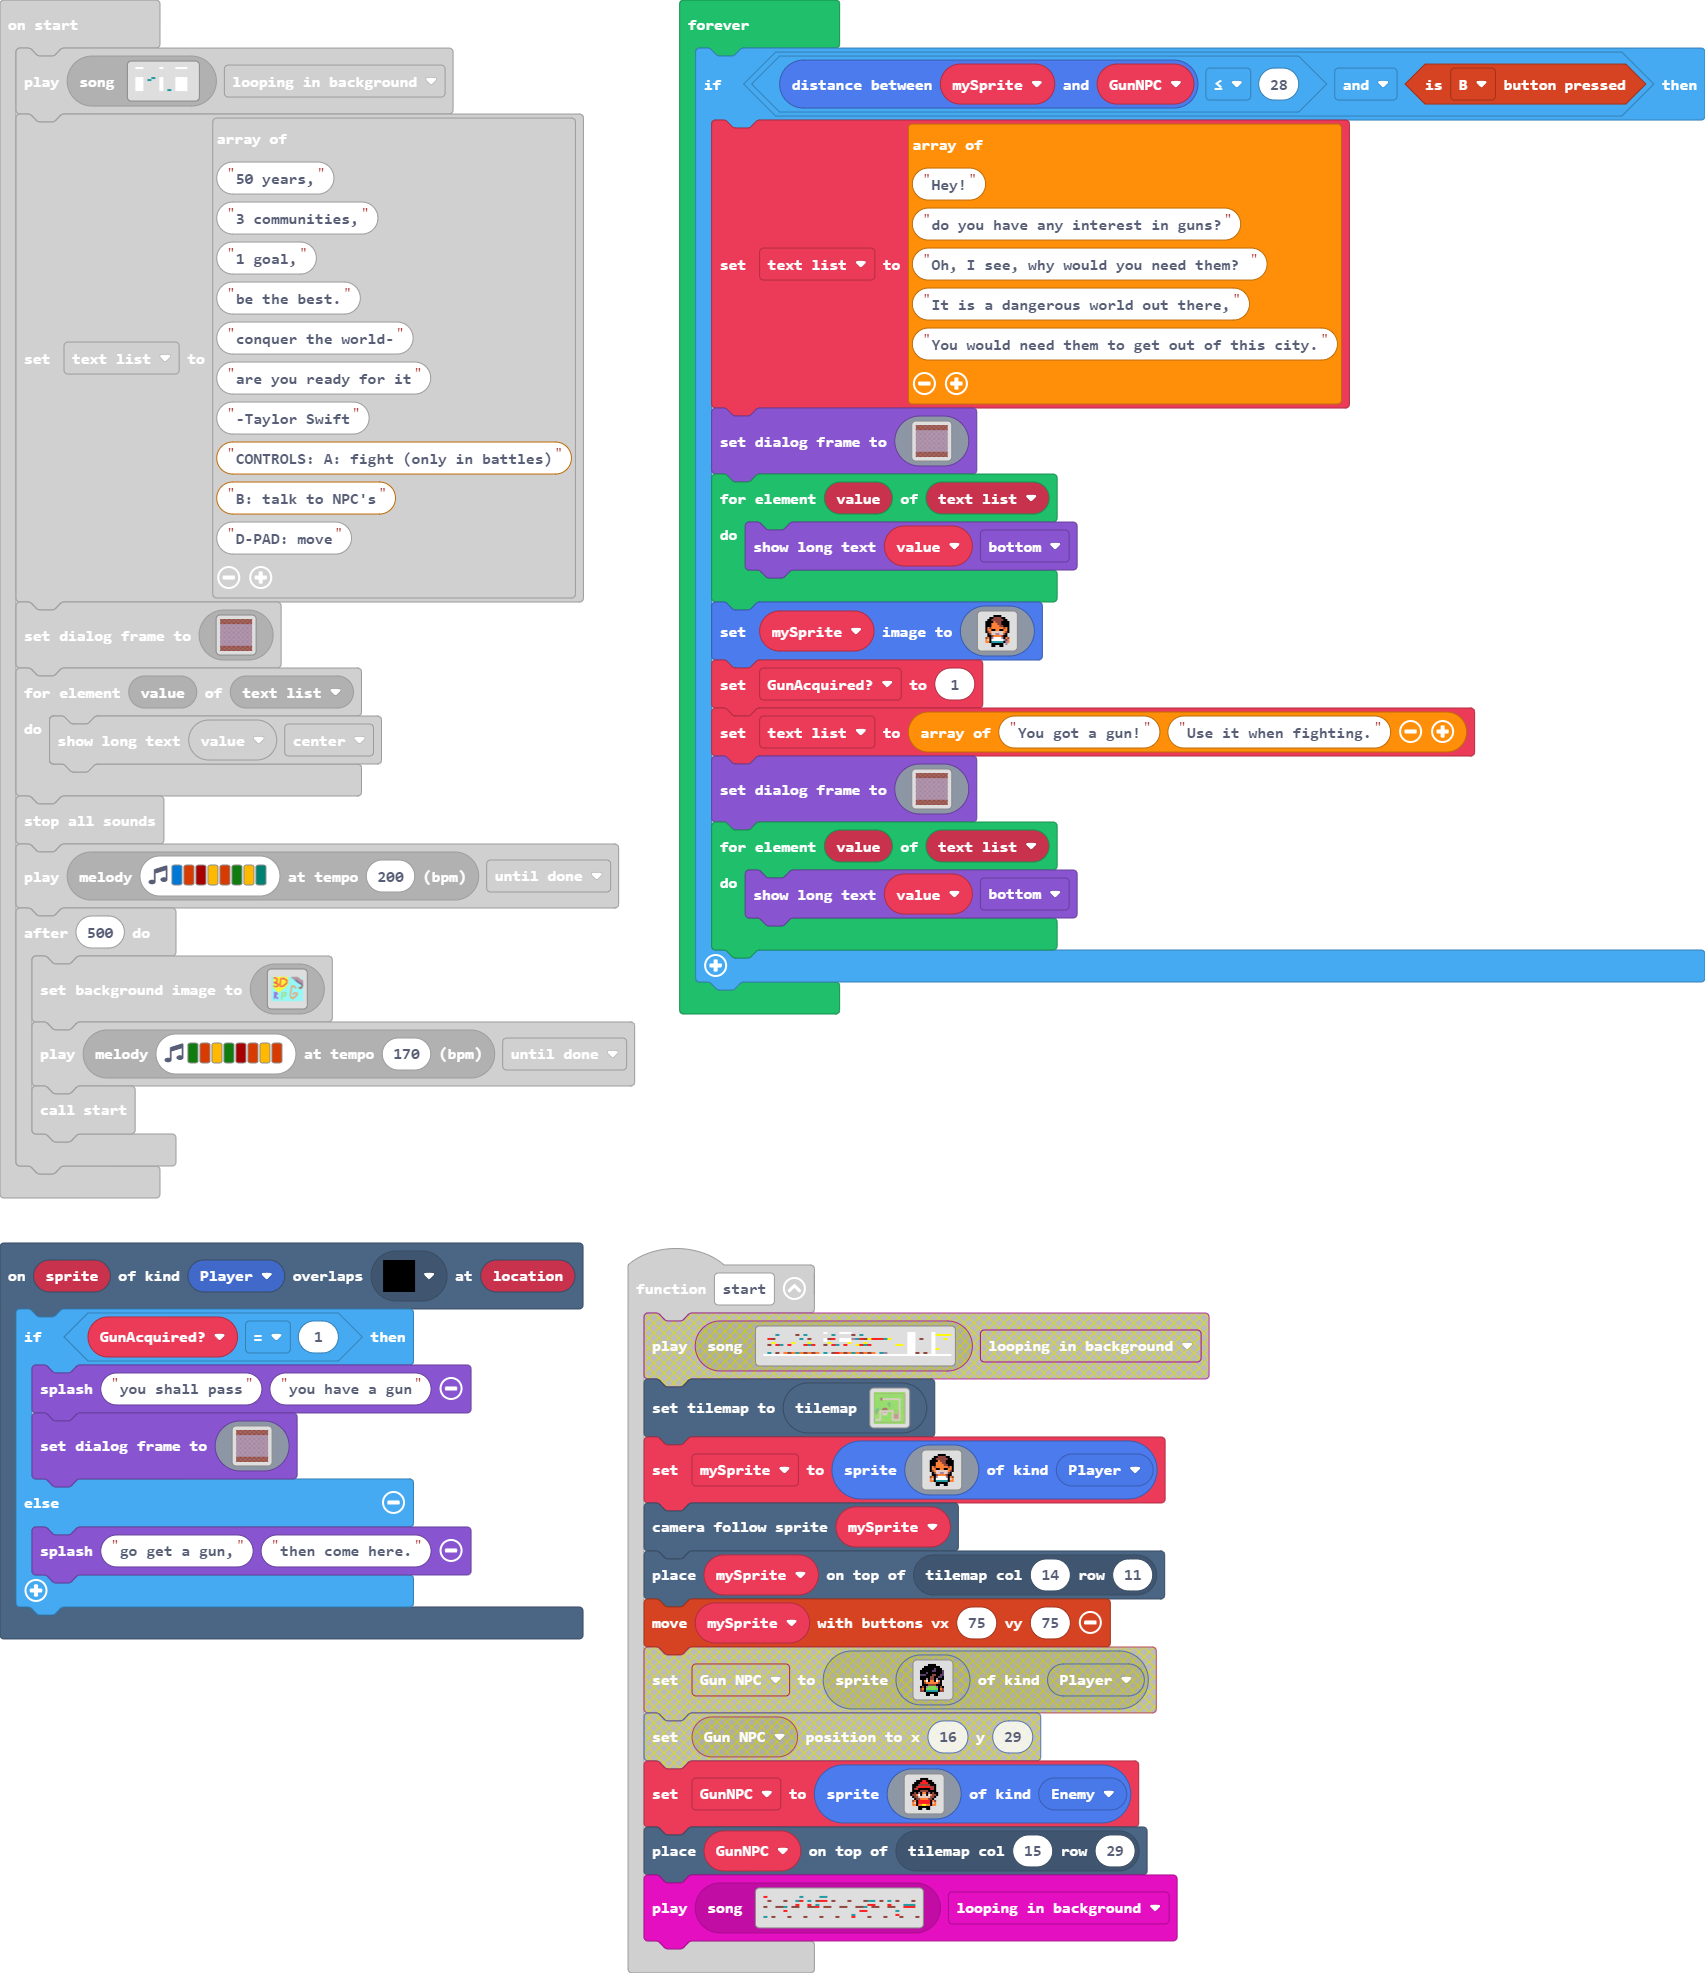 on start
play song looping in background
set text list to array of
"50 years,"
"3 communities,"
"1 goal,"
"be the best."
"conquer the world-"
"are you ready for it"
"-Taylor Swift"
"CONTROLS: A: fight (only in battles)"
"B: talk to NPC's"
"D-PAD: move"
set dialog frame to
for element value of text list
do show long text value center
stop all sounds
play melody at tempo 200 (bpm) until done
after 500 do
set background image to 3D RPG
play melody at tempo 170 (bpm) until done
call start
forever
if distance between mySprite and GunNPC ≤ 28 and is B button pressed then
set text list to array of
"Hey!"
"do you have any interest in guns?"
"Oh, I see, why would you need them? "
"It is a dangerous world out there,"
"You would need them to get out of this city."
set dialog frame to
for element value of text list
do show long text value bottom
set mySprite image to
set GunAcquired? to 1
set text list to array of "You got a gun!" "Use it when fighting."
set dialog frame to
for element value of text list
do show long text value bottom
on sprite of kind Player overlaps at location
if GunAcquired? = 1 then
splash "you shall pass" "you have a gun"
set dialog frame to
else
splash "go get a gun," "then come here."
function start
play song looping in background
set tilemap to tilemap
set mySprite to sprite of kind Player
camera follow sprite mySprite
place mySprite on top of tilemap col 14 row 11
move mySprite with buttons vx 75 vy 75
set Gun NPC to sprite of kind Player
set Gun NPC position to x 16 y 29
set GunNPC to sprite of kind Enemy
place GunNPC on top of tilemap col 15 row 29
play song looping in background